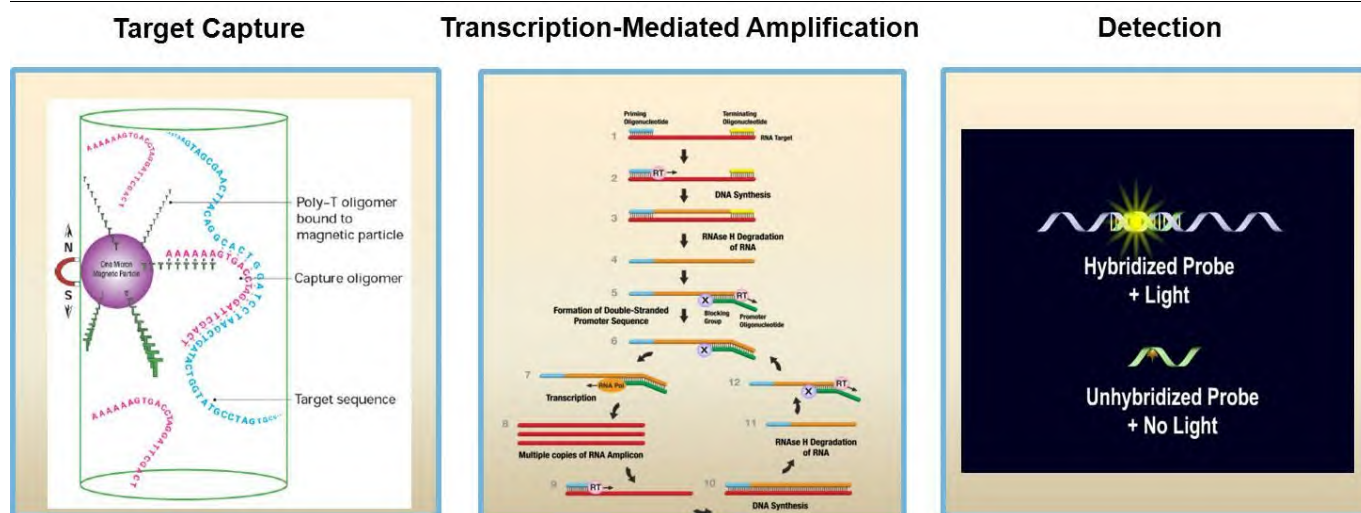 Target Capture
Transcription-Mediated Amplification
Detection
AAAAAAGTGACCTAGGATTCGACT
N
S
One Micron
Magnetic Particle
Poly-T oligomer
bound to
magnetic particle
AAAAAAGTGACCTAGGATTCGACT
Capture oligomer
Target sequence
AAAAAAGTGACCTAGGATTCGACT
Priming
Oligonucleotide
Terminating
Oligonucleotide
1
RNA Target
2
RT
DNA Synthesis
3
RNAse H Degradation
of RNA
4
5
X
RT
Formation of Double-Stranded
Promoter Sequence
Blocking
Group
Promoter
Oligonucleotide
6
X
7
RNA Pol
Transcription
12
X
RT
8
Multiple copies of RNA Amplicon
11
RNAse H Degradation
of RNA
9
RT
10
DNA Synthesis
Hybridized Probe
+ Light
Unhybridized Probe
+ No Light